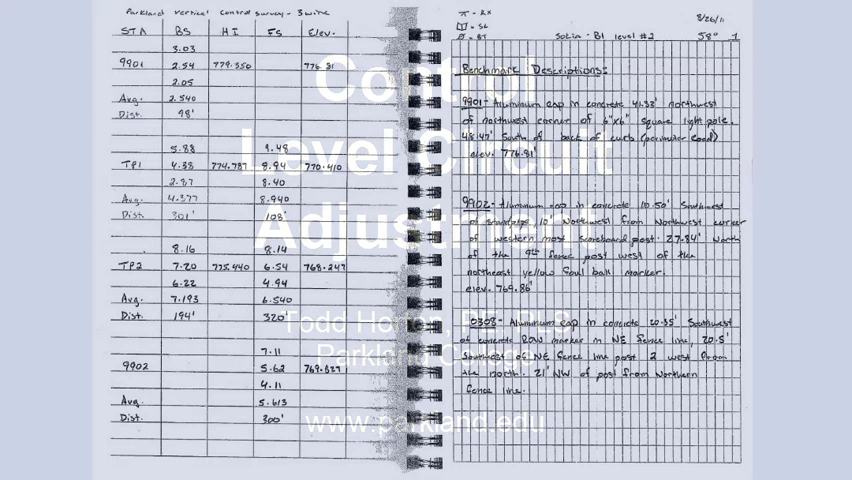 Parkland Vertical Control Survey - 3 wire
STA BS HI FS Elev.
3.03
9901 2.54 779.350 776.81
2.05
Avg. 2.540
Dist. 98'
5.88 9.48
TP1 4.38 774.787 8.94 770.410
2.87 8.40
Avg. 4.377 8.940
Dist. 301' 108'
8.16 8.14
TP2 7.20 775.440 6.54 768.247
6.22 4.94
Avg. 7.193 6.540
Dist. 194' 320'
7.11
9902 5.62 769.827
4.11
Avg. 5.613
Dist. 300'
8/26/11
Sokia - B1 level #2 58° 1
Benchmark Descriptions:
9901- Aluminum cap in concrete 41.33' northwest
of northwest corner of 6"x6" square light pole.
48.47' South of back of curb (perimeter road)
elev. 776.81'
9902- Aluminum cap in concrete 10.50' Southwest
of standpipe 10' Northwest from Northwest corner
of western most Scoreboard post. 27.84' North
of the 9th fence post west of the
northeast yellow foul ball marker.
elev. 769.86'
0308- Aluminum cap in concrete 20.35' Southwest
of concrete ROW marker in NE fence line, 20.5'
Southwest of NE fence line post 2 west from
the north. 21' NW of post from Northern
fence line.
Control
Level Circuit
Adjustment
Todd Horton, PE, PLS
Parkland College
www.parkland.edu